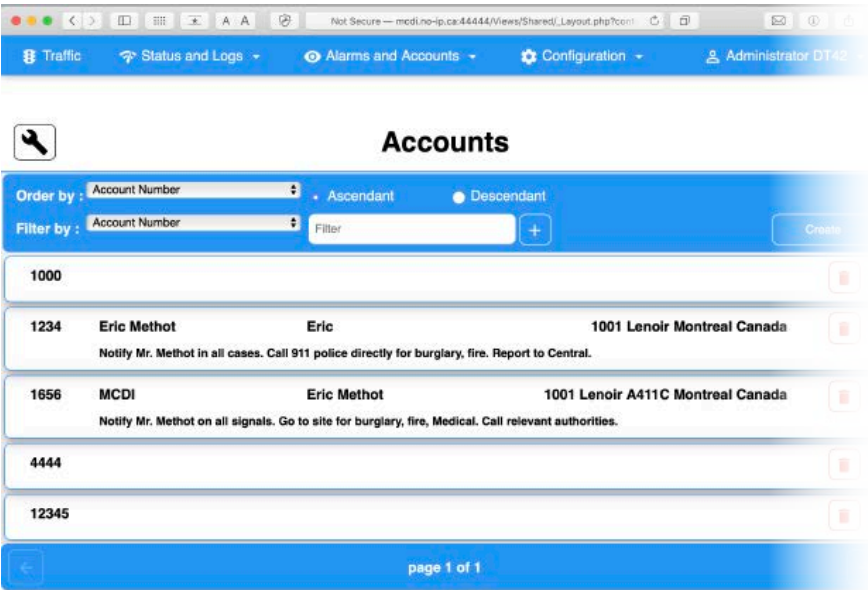 A A Not Secure — mcdi.no-ip.ca:44444/Views/Shared/_Layout.php?cont
Traffic Status and Logs Alarms and Accounts Configuration Administrator DT42
Accounts
Order by : Account Number Ascendant Descendant
Filter by : Account Number Filter + Create
1000
1234 Eric Methot Eric 1001 Lenoir Montreal Canada
Notify Mr. Methot in all cases. Call 911 police directly for burglary, fire. Report to Central.
1656 MCDI Eric Methot 1001 Lenoir A411C Montreal Canada
Notify Mr. Methot on all signals. Go to site for burglary, fire, Medical. Call relevant authorities.
4444
12345
page 1 of 1